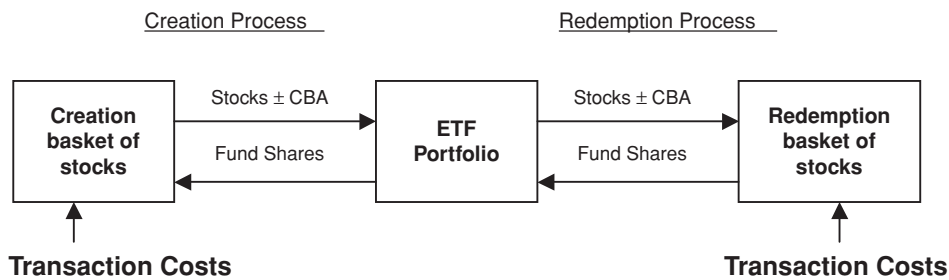 Creation Process
Redemption Process
Creation
basket of
stocks
Stocks ± CBA
Fund Shares
ETF
Portfolio
Stocks ± CBA
Fund Shares
Redemption
basket of
stocks
Transaction Costs
Transaction Costs